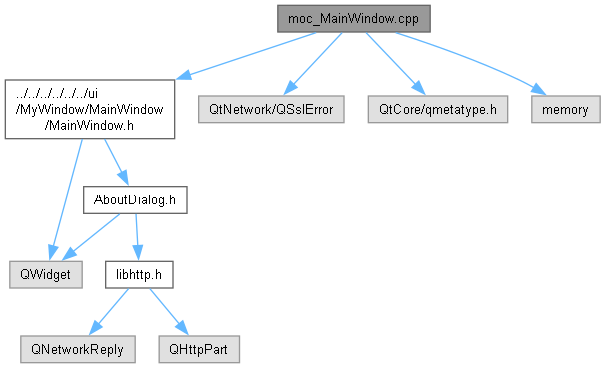 moc_MainWindow.cpp
../../../../../../ui
/MyWindow/MainWindow
/MainWindow.h
QtNetwork/QSslError
QtCore/qmetatype.h
memory
AboutDialog.h
QWidget
libhttp.h
QNetworkReply
QHttpPart